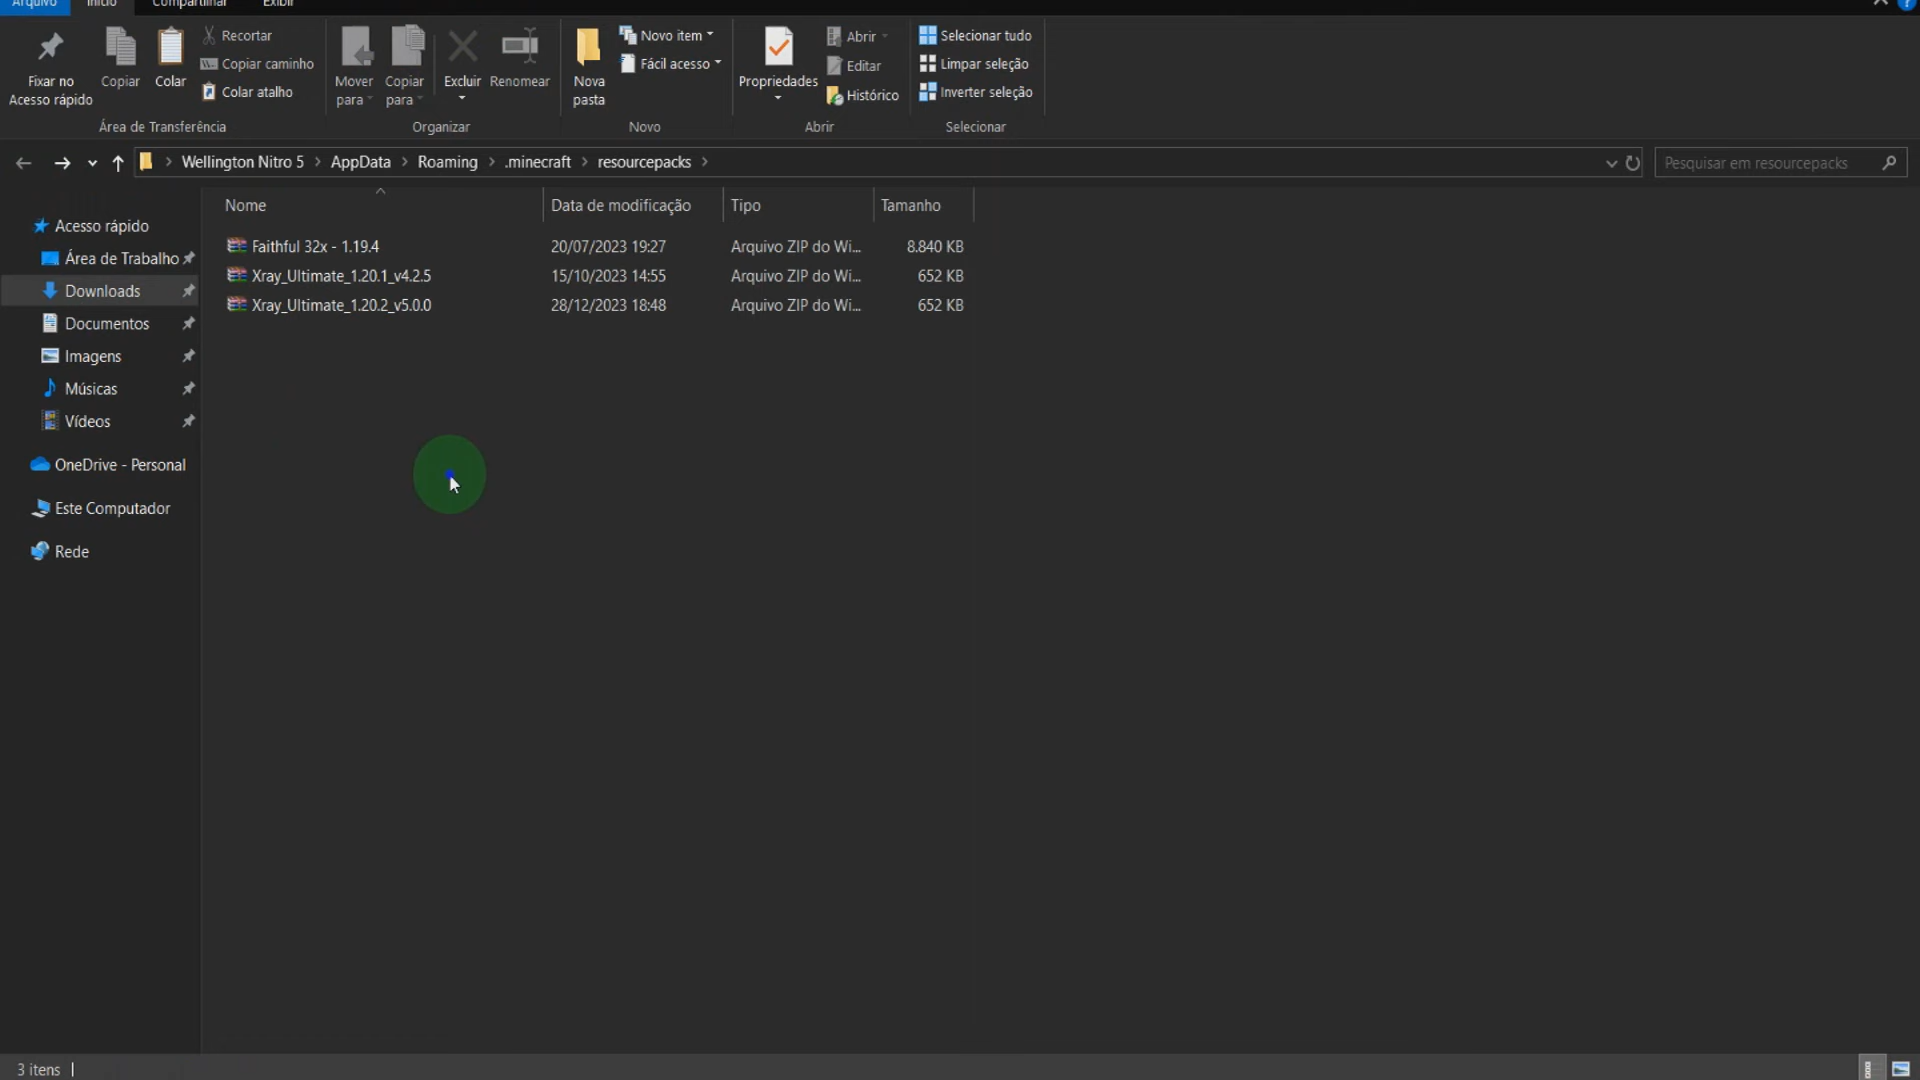 Arquivo Início Compartilhar Exibir
Fixar no
Acesso rápido
Copiar
Colar
Recortar
Copiar caminho
Colar atalho
Área de Transferência
Mover
para
Copiar
para
Excluir
Renomear
Organizar
Nova
pasta
Novo item
Fácil acesso
Novo
Propriedades
Abrir
Editar
Histórico
Abrir
Selecionar tudo
Limpar seleção
Inverter seleção
Selecionar
Wellington Nitro 5 > AppData > Roaming > .minecraft > resourcepacks >
Pesquisar em resourcepacks
Acesso rápido
Área de Trabalho
Downloads
Documentos
Imagens
Músicas
Vídeos
OneDrive - Personal
Este Computador
Rede
Nome Data de modificação Tipo Tamanho
Faithful 32x - 1.19.4 20/07/2023 19:27 Arquivo ZIP do Wi... 8.840 KB
Xray_Ultimate_1.20.1_v4.2.5 15/10/2023 14:55 Arquivo ZIP do Wi... 652 KB
Xray_Ultimate_1.20.2_v5.0.0 28/12/2023 18:48 Arquivo ZIP do Wi... 652 KB
3 itens